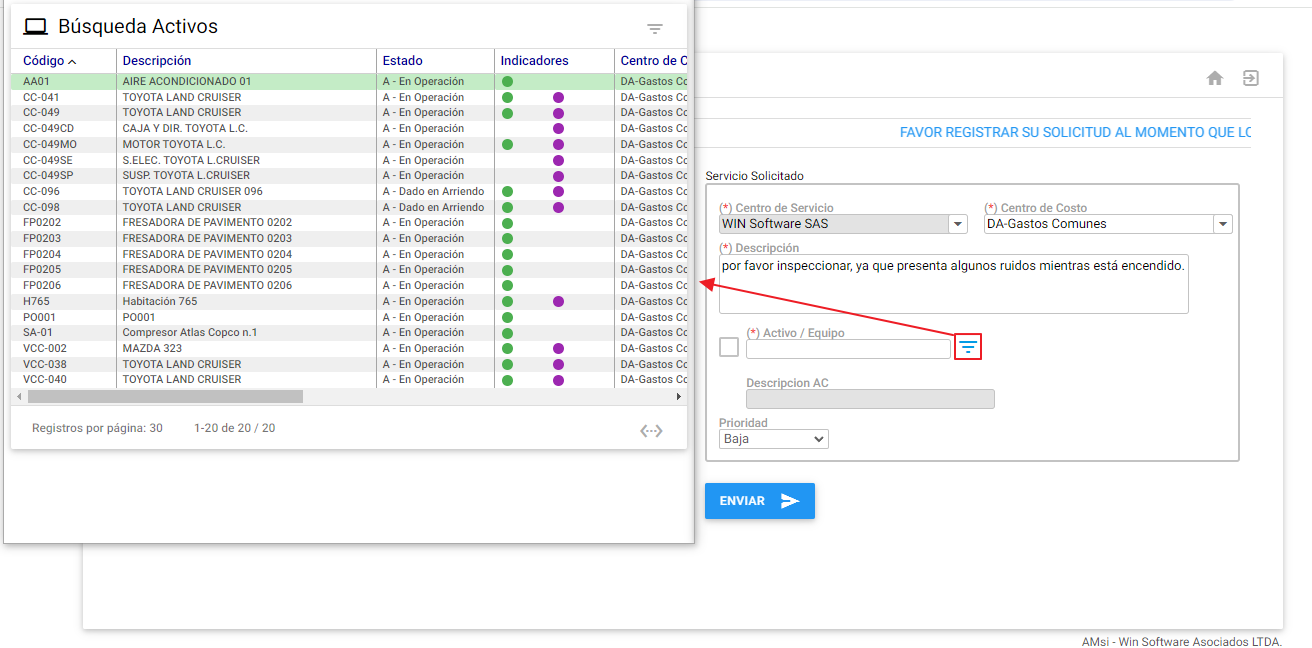 Búsqueda Activos
Código Descripción Estado Indicadores Centro de C
AA01 AIRE ACONDICIONADO 01 A - En Operación DA-Gastos Co
CC-041 TOYOTA LAND CRUISER A - En Operación DA-Gastos Co
CC-049 TOYOTA LAND CRUISER A - En Operación DA-Gastos Co
CC-049CD CAJA Y DIR. TOYOTA L.C. A - En Operación DA-Gastos Co
CC-049MO MOTOR TOYOTA L.C. A - En Operación DA-Gastos Co
CC-049SE S.ELEC. TOYOTA L.CRUISER A - En Operación DA-Gastos Co
CC-049SP SUSP. TOYOTA L.CRUISER A - En Operación DA-Gastos Co
CC-096 TOYOTA LAND CRUISER 096 A - Dado en Arriendo DA-Gastos Co
CC-098 TOYOTA LAND CRUISER A - Dado en Arriendo DA-Gastos Co
FP0202 FRESADORA DE PAVIMENTO 0202 A - En Operación DA-Gastos Co
FP0203 FRESADORA DE PAVIMENTO 0203 A - En Operación DA-Gastos Co
FP0204 FRESADORA DE PAVIMENTO 0204 A - En Operación DA-Gastos Co
FP0205 FRESADORA DE PAVIMENTO 0205 A - En Operación DA-Gastos Co
FP0206 FRESADORA DE PAVIMENTO 0206 A - En Operación DA-Gastos Co
H765 Habitación 765 A - En Operación DA-Gastos Co
PO001 PO001 A - En Operación DA-Gastos Co
SA-01 Compresor Atlas Copco n.1 A - En Operación DA-Gastos Co
VCC-002 MAZDA 323 A - En Operación DA-Gastos Co
VCC-038 TOYOTA LAND CRUISER A - En Operación DA-Gastos Co
VCC-040 TOYOTA LAND CRUISER A - En Operación DA-Gastos Co
Registros por página: 30 1-20 de 20 / 20
FAVOR REGISTRAR SU SOLICITUD AL MOMENTO QUE LO
Servicio Solicitado
(*) Centro de Servicio (*) Centro de Costo
WIN Software SAS DA-Gastos Comunes
(*) Descripción
por favor inspeccionar, ya que presenta algunos ruidos mientras está encendido.
(*) Activo / Equipo
Descripcion AC
Prioridad
Baja
ENVIAR
AMsi - Win Software Asociados LTDA.